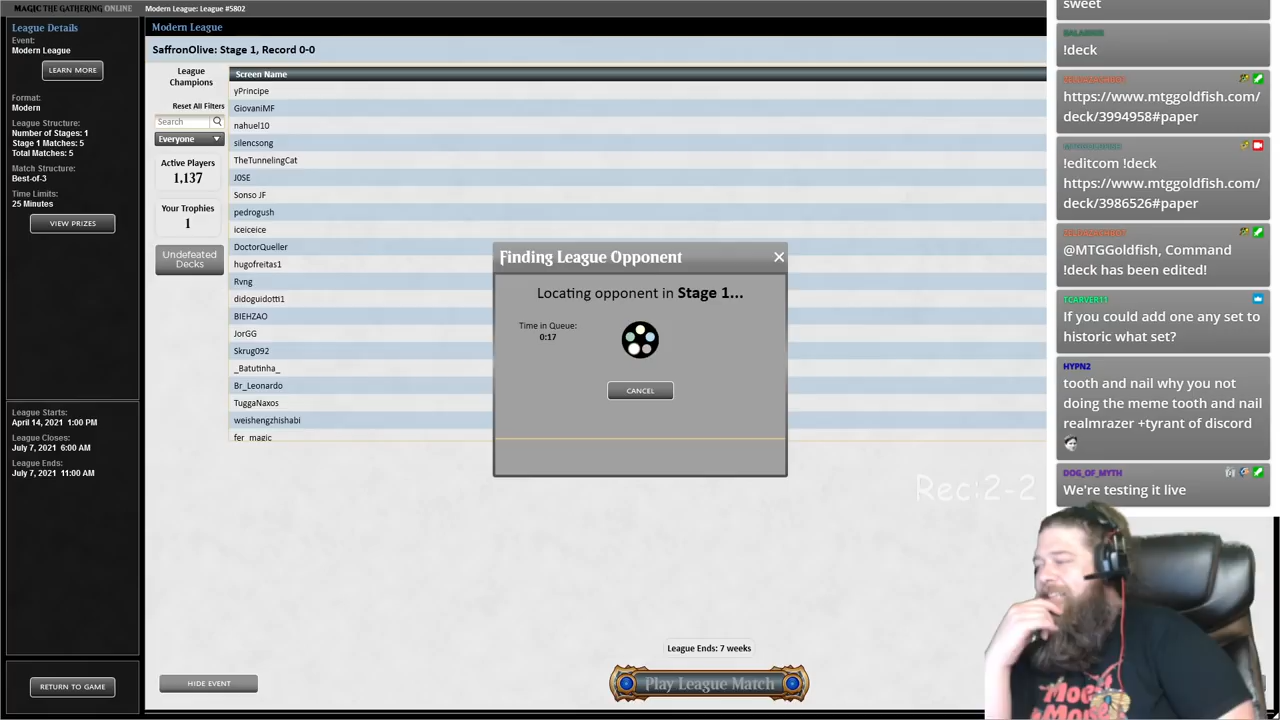 MAGIC THE GATHERING ONLINE
Modern League: League #5802
League Details
Event:
Modern League
LEARN MORE
Format:
Modern
League Structure:
Number of Stages: 1
Stage 1 Matches: 5
Total Matches: 5
Match Structure:
Best-of-3
Time Limits:
25 Minutes
VIEW PRIZES
League Starts:
April 14, 2021 1:00 PM
League Closes:
July 7, 2021 6:00 AM
League Ends:
July 7, 2021 11:00 AM
RETURN TO GAME
Modern League
SaffronOlive: Stage 1, Record 0-0
League
Champions
Reset All Filters
Search
Everyone
Active Players
1,137
Your Trophies
1
Undefeated
Decks
Screen Name
yPrincipe
GiovaniMF
nahuel10
silencsong
TheTunnelingCat
J0SE
Sonso JF
pedrogush
iceiceice
DoctorQueller
hugofreitas1
Rvng
didoguidotti1
BIEHZAO
JorGG
Skrug092
_Batutinha_
Br_Leonardo
TuggaNaxos
weishengzhishabi
fer_magic
Finding League Opponent
Locating opponent in Stage 1...
Time in Queue:
0:17
CANCEL
Rec:2-2
League Ends: 7 weeks
HIDE EVENT
Play League Match
sweet
!deck
https://www.mtggoldfish.com/
deck/3994958#paper
!editcom !deck
https://www.mtggoldfish.com/
deck/3986526#paper
@MTGGoldfish, Command
!deck has been edited!
TCARVER11
If you could add one any set to
historic what set?
HYPN2
tooth and nail why you not
doing the meme tooth and nail
realmrazer +tyrant of discord
DOG_OF_MYTH
We're testing it live